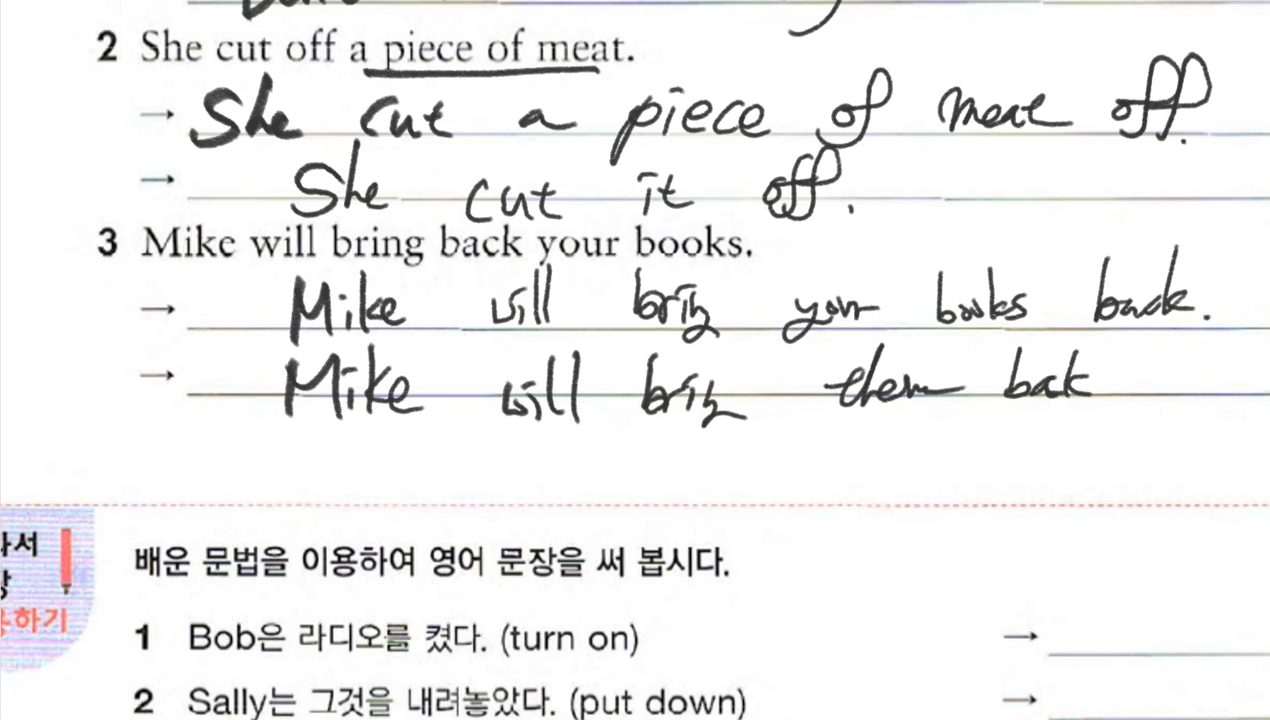 2 She cut off a piece of meat.
→ She cut a piece of meat off.
→ She cut it off.
3 Mike will bring back your books.
→ Mike will bring your books back.
→ Mike will bring them back
배운 문법을 이용하여 영어 문장을 써 봅시다.
하기
1 Bob은 라디오를 켰다. (turn on) →
2 Sally는 그것을 내려놓았다. (put down) →